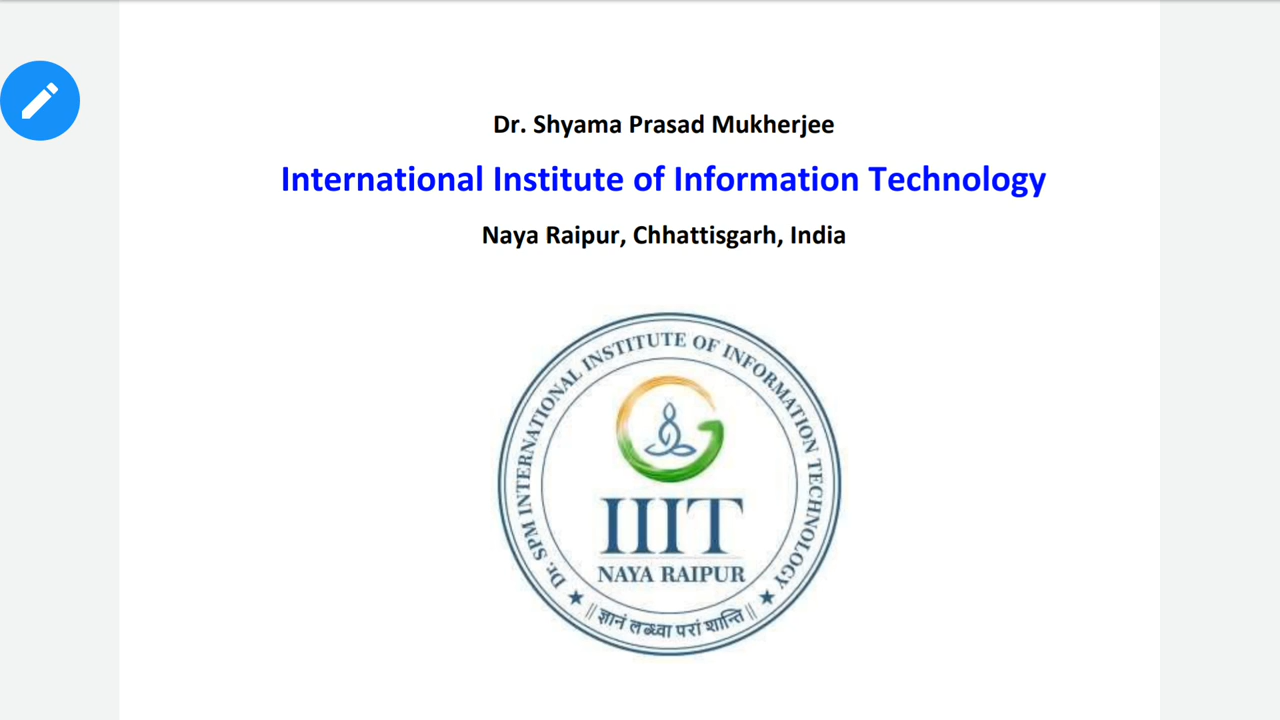 Dr. Shyama Prasad Mukherjee
International Institute of Information Technology
Naya Raipur, Chhattisgarh, India
Dr. SPM INTERNATIONAL INSTITUTE OF INFORMATION TECHNOLOGY
IIIT
NAYA RAIPUR
★ || ज्ञानं लब्ध्वा परां शान्ति || ★